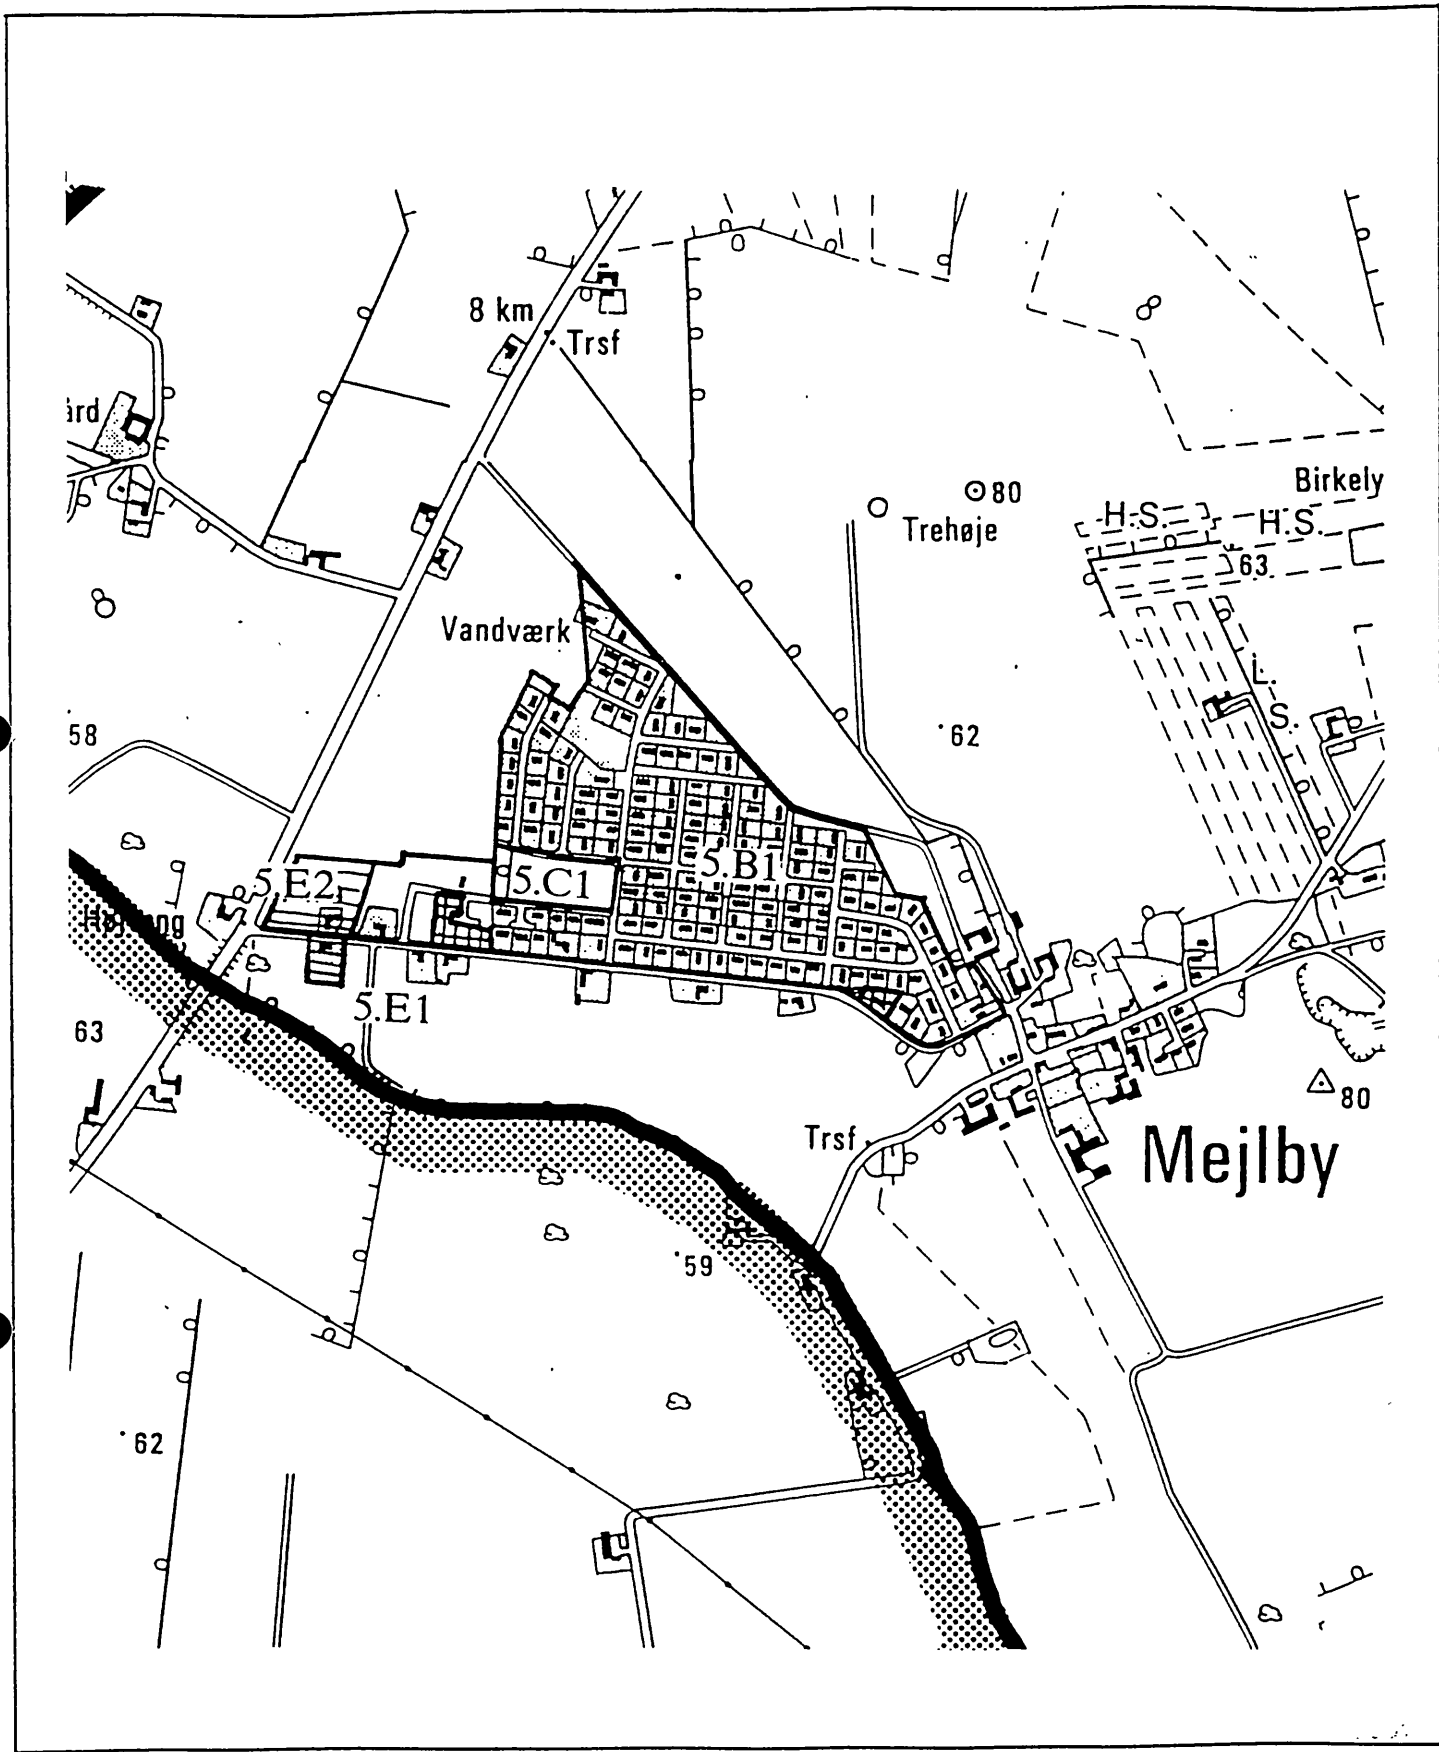 8 km
Trsf
ård
80
Birkely
H.S.
H.S.
Trehøje
63
Vandværk
L.
S.
58
62
5.B1
5.E2
5.C1
5.E1
63
80
Trsf
Mejlby
59
62